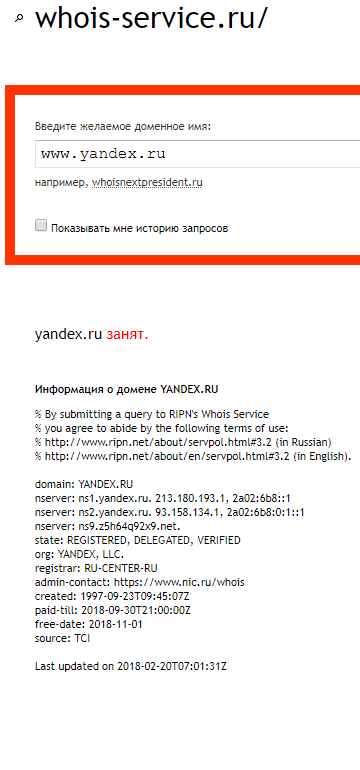 whois-service.ru/
Введите желаемое доменное имя:
www.yandex.ru
например, whoisnextpresident.ru
Показывать мне историю запросов
yandex.ru занят.
Информация о домене YANDEX.RU
% By submitting a query to RIPN's Whois Service
% you agree to abide by the following terms of use:
% http://www.ripn.net/about/servpol.html#3.2 (in Russian)
% http://www.ripn.net/about/en/servpol.html#3.2 (in English).
domain: YANDEX.RU
nserver: ns1.yandex.ru. 213.180.193.1, 2a02:6b8::1
nserver: ns2.yandex.ru. 93.158.134.1, 2a02:6b8:0:1::1
nserver: ns9.z5h64q92x9.net.
state: REGISTERED, DELEGATED, VERIFIED
org: YANDEX, LLC.
registrar: RU-CENTER-RU
admin-contact: https://www.nic.ru/whois
created: 1997-09-23T09:45:07Z
paid-till: 2018-09-30T21:00:00Z
free-date: 2018-11-01
source: TCI
Last updated on 2018-02-20T07:01:31Z